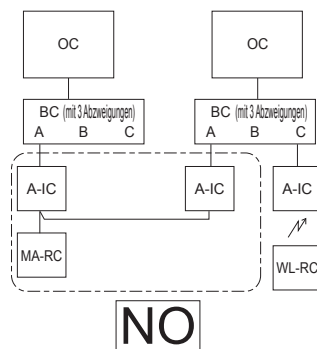 OC OC
BC (mit 3 Abzweigungen) BC (mit 3 Abzweigungen)
A B C A B C
A-IC A-IC A-IC
MA-RC WL-RC
NO